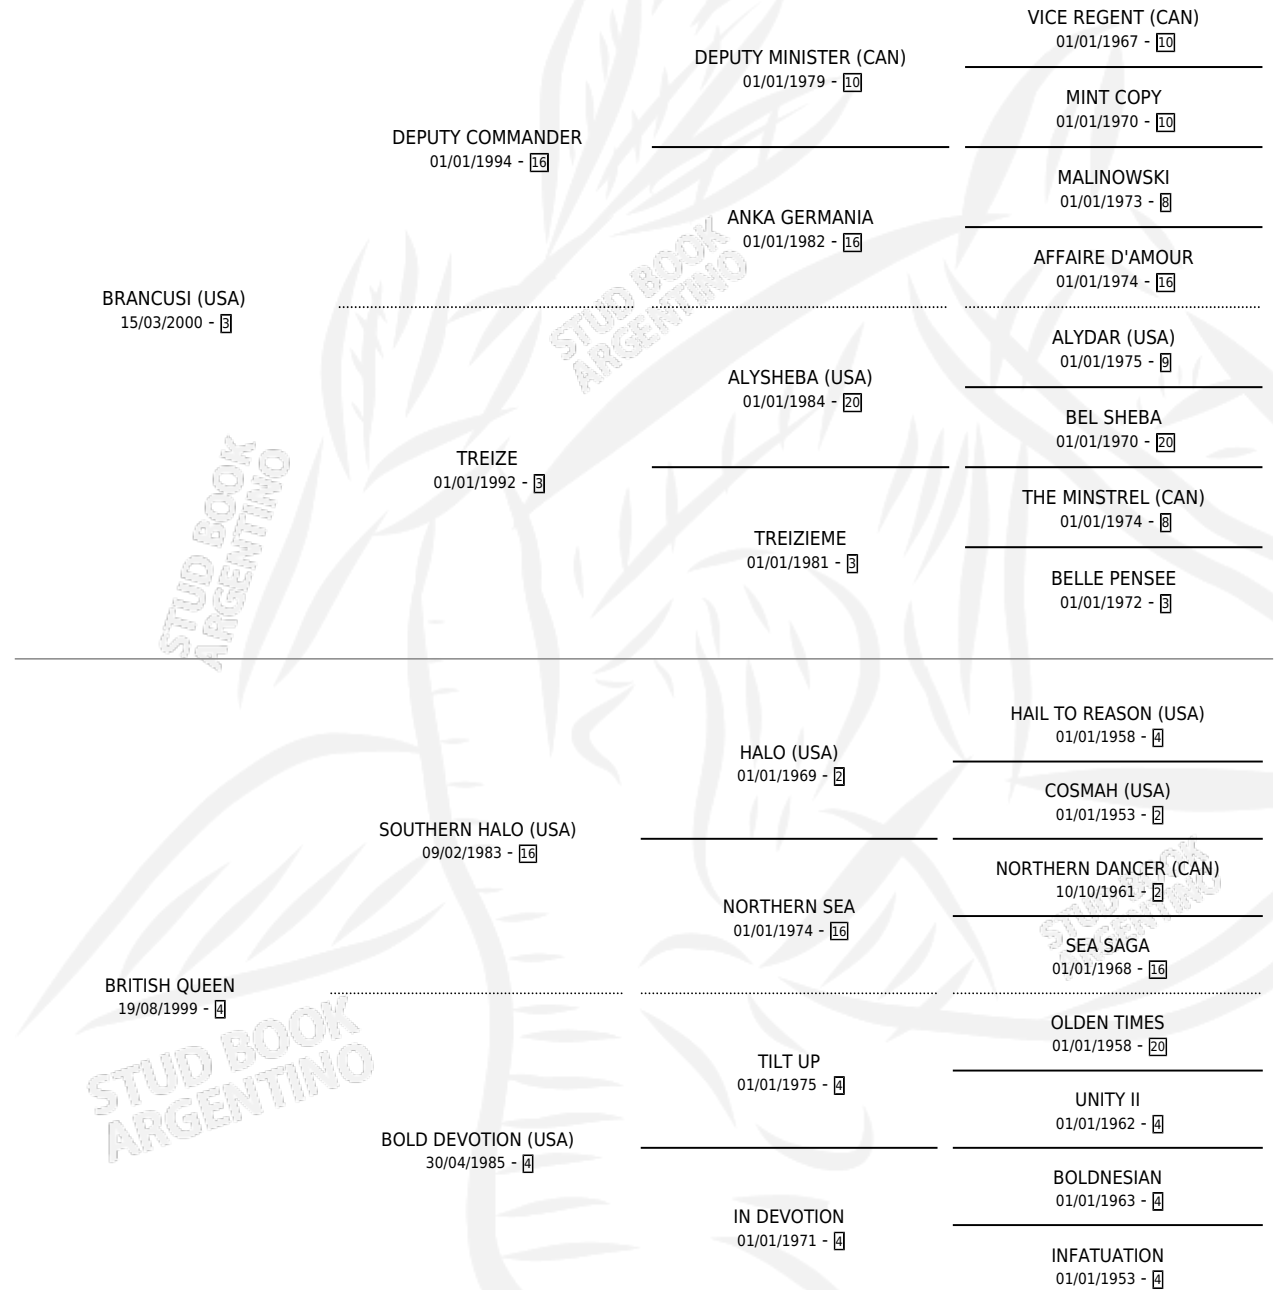 VICE REGENT (CAN)
01/01/1967 - 10
DEPUTY MINISTER (CAN)
01/01/1979 - 10
MINT COPY
01/01/1970 - 10
DEPUTY COMMANDER
01/01/1994 - 16
MALINOWSKI
01/01/1973 - 8
ANKA GERMANIA
01/01/1982 - 16
AFFAIRE D'AMOUR
01/01/1974 - 16
BRANCUSI (USA)
15/03/2000 - 3
ALYDAR (USA)
01/01/1975 - 9
ALYSHEBA (USA)
01/01/1984 - 20
BEL SHEBA
01/01/1970 - 20
TREIZE
01/01/1992 - 3
THE MINSTREL (CAN)
01/01/1974 - 8
TREIZIEME
01/01/1981 - 3
BELLE PENSEE
01/01/1972 - 3
HAIL TO REASON (USA)
01/01/1958 - 4
HALO (USA)
01/01/1969 - 2
COSMAH (USA)
01/01/1953 - 2
SOUTHERN HALO (USA)
09/02/1983 - 16
NORTHERN DANCER (CAN)
10/10/1961 - 2
NORTHERN SEA
01/01/1974 - 16
SEA SAGA
01/01/1968 - 16
BRITISH QUEEN
19/08/1999 - 4
OLDEN TIMES
01/01/1958 - 20
TILT UP
01/01/1975 - 4
UNITY II
01/01/1962 - 4
BOLD DEVOTION (USA)
30/04/1985 - 4
BOLDNESIAN
01/01/1963 - 4
IN DEVOTION
01/01/1971 - 4
INFATUATION
01/01/1953 - 4
STUD BOOK
ARGENTINO
STUD BOOK
ARGENTINO
STUD BOOK
ARGENTINO
STUD BOOK
ARGENTINO